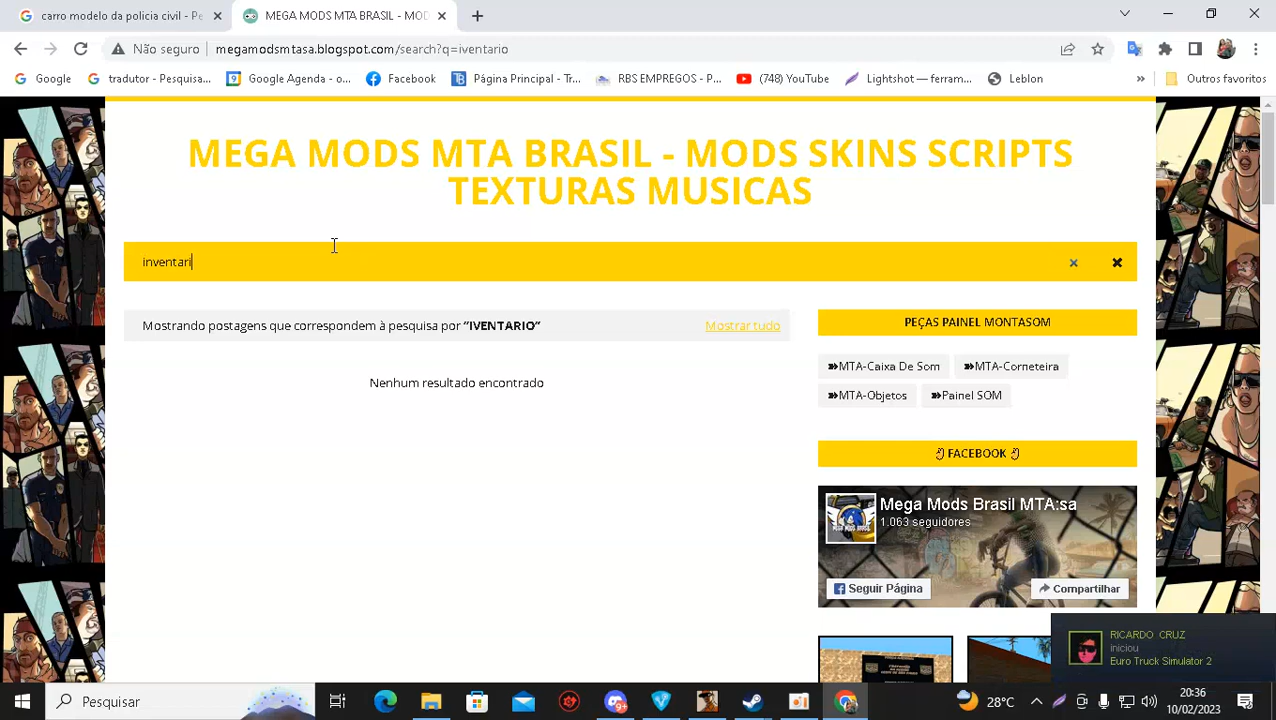 carro modelo da policia civil - P
MEGA MODS MTA BRASIL - MOD
Não seguro
megamodsmtasa.blogspot.com/search?q=iventario
Google
tradutor - Pesquisa...
Google Agenda - o...
Facebook
Página Principal - Tr...
RBS EMPREGOS - P...
(748) YouTube
Lightshot — ferram...
Leblon
»
Outros favoritos
MEGA MODS MTA BRASIL - MODS SKINS SCRIPTS
TEXTURAS MUSICAS
inventari
Mostrando postagens que correspondem à pesquisa por "IVENTARIO"
Mostrar tudo
Nenhum resultado encontrado
PEÇAS PAINEL MONTASOM
MTA-Caixa De Som
MTA-Corneteira
MTA-Objetos
Painel SOM
FACEBOOK
Mega Mods Brasil MTA:sa
1.063 seguidores
Seguir Página
Compartilhar
RICARDO CRUZ
iniciou
Euro Truck Simulator 2
Pesquisar
28°C
20:36
10/02/2023